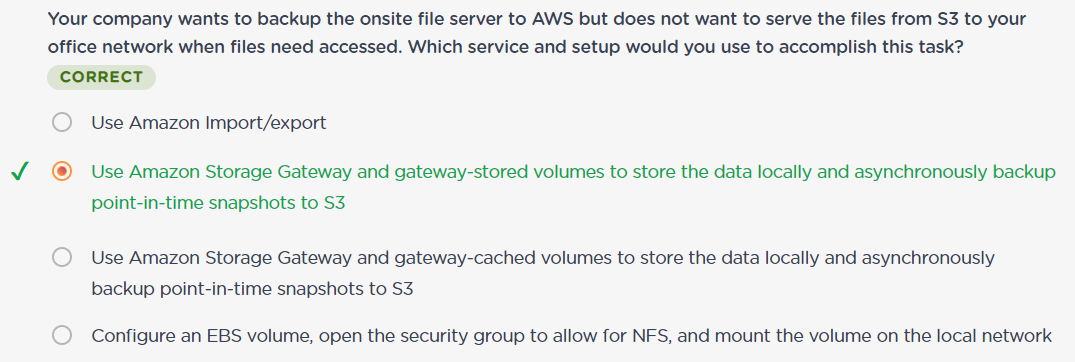 Your company wants to backup the onsite file server to AWS but does not want to serve the files from S3 to your
office network when files need accessed. Which service and setup would you use to accomplish this task?
CORRECT
Use Amazon Import/export
Use Amazon Storage Gateway and gateway-stored volumes to store the data locally and asynchronously backup
point-in-time snapshots to S3
Use Amazon Storage Gateway and gateway-cached volumes to store the data locally and asynchronously
backup point-in-time snapshots to S3
Configure an EBS volume, open the security group to allow for NFS, and mount the volume on the local network